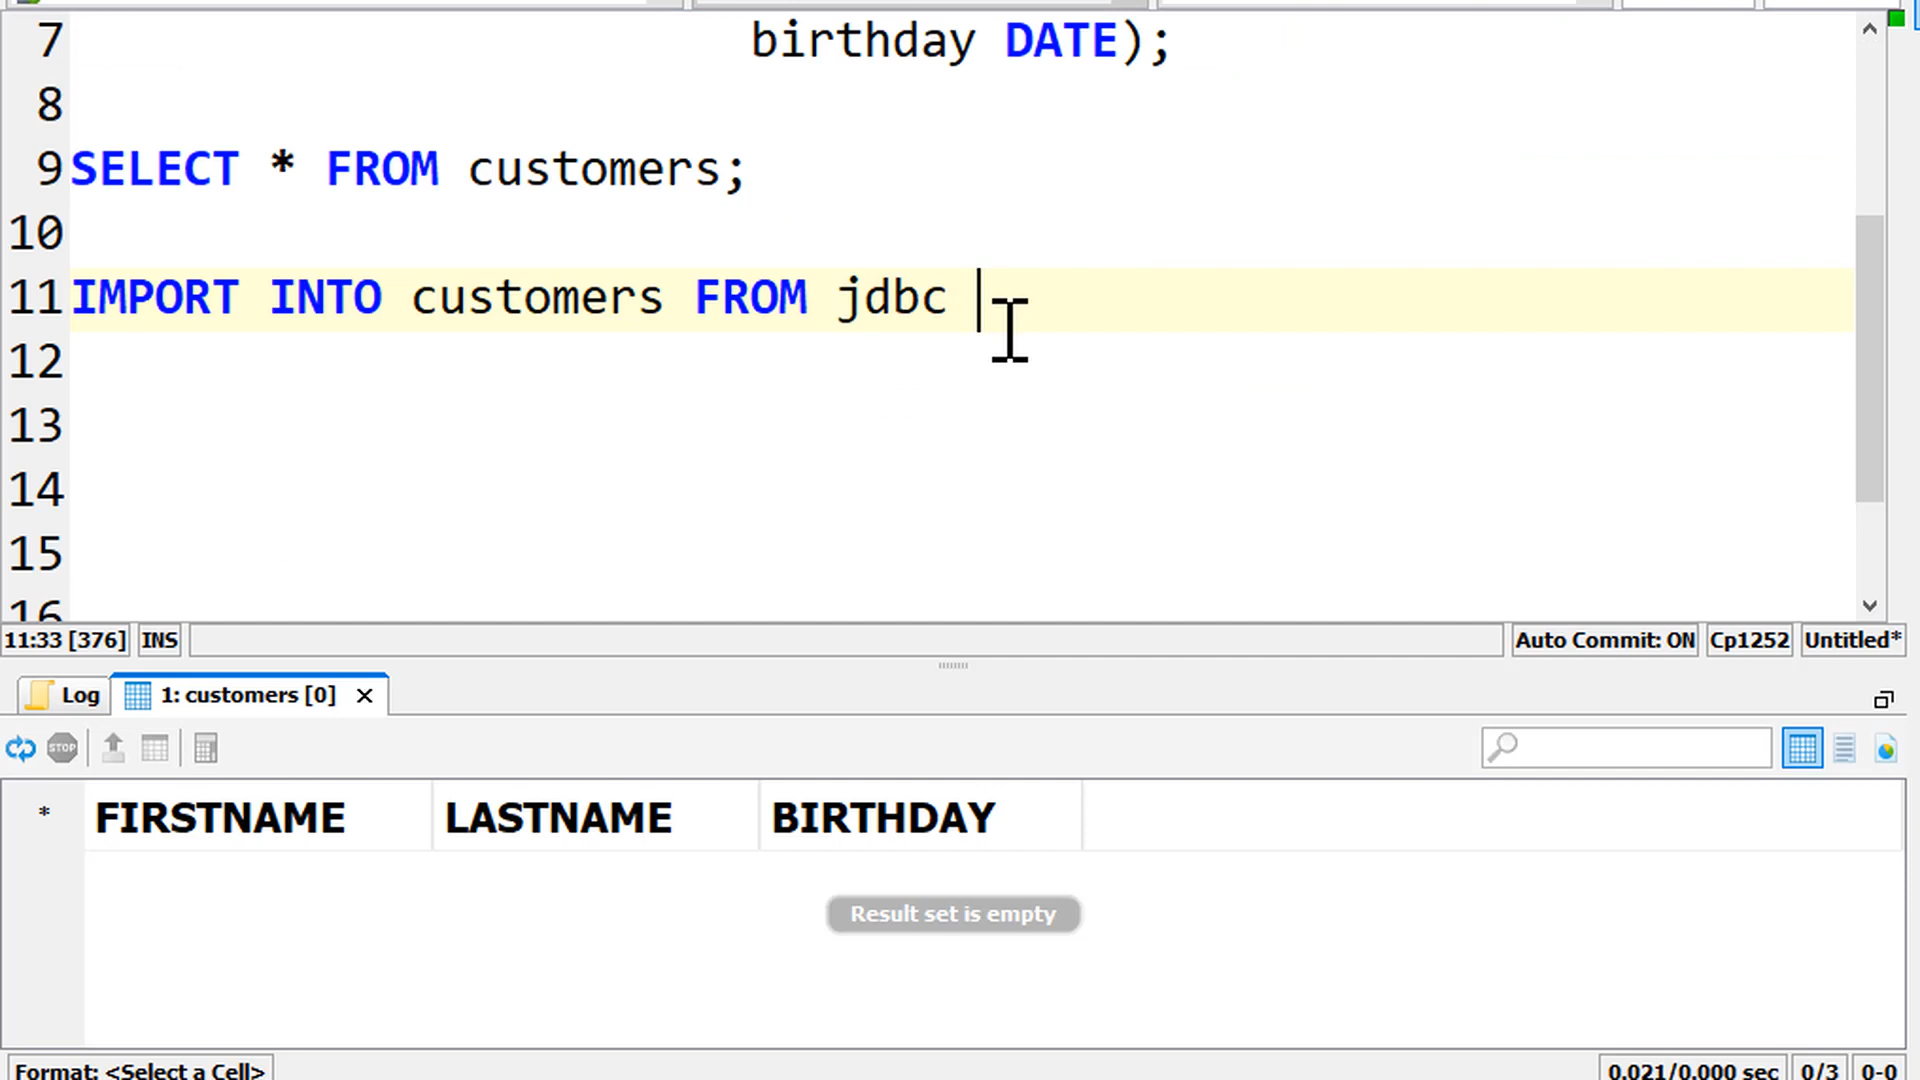 7 birthday DATE);
8
9 SELECT * FROM customers;
10
11 IMPORT INTO customers FROM jdbc
12
13
14
15
16
11:33 [376] INS Auto Commit: ON Cp1252 Untitled*
Log 1: customers [0]
STOP
* FIRSTNAME LASTNAME BIRTHDAY
Result set is empty
Format: <Select a Cell> 0.021/0.000 sec 0/3 0-0